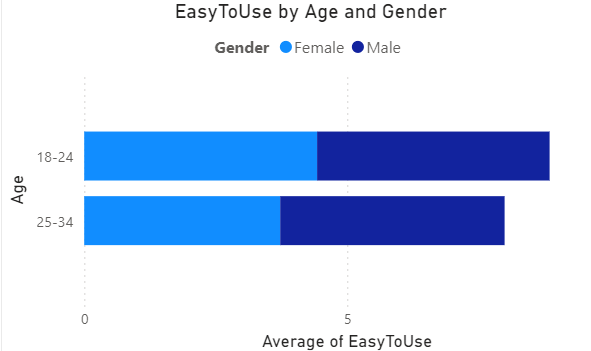 EasyToUse by Age and Gender
Gender Female Male
Age
18-24
25-34
0 5
Average of EasyToUse